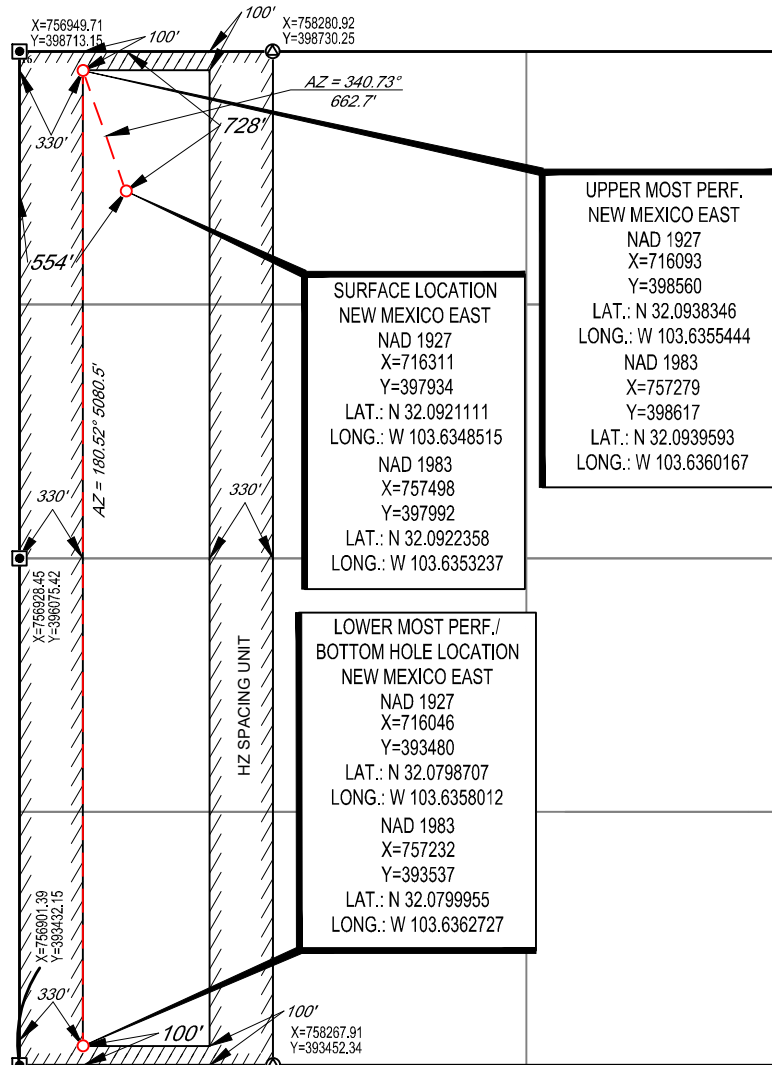 X=756949.71
Y=398713.15
100'
100'
X=758280.92
Y=398730.25
AZ = 340.73°
662.7'
330'
728'
554'
UPPER MOST PERF.
NEW MEXICO EAST
NAD 1927
X=716093
Y=398560
LAT.: N 32.0938346
LONG.: W 103.6355444
NAD 1983
X=757279
Y=398617
LAT.: N 32.0939593
LONG.: W 103.6360167
SURFACE LOCATION
NEW MEXICO EAST
NAD 1927
X=716311
Y=397934
LAT.: N 32.0921111
LONG.: W 103.6348515
NAD 1983
X=757498
Y=397992
LAT.: N 32.0922358
LONG.: W 103.6353237
AZ = 180.52° 5080.5'
330'
330'
X=756928.45
Y=396075.42
HZ SPACING UNIT
LOWER MOST PERF./
BOTTOM HOLE LOCATION
NEW MEXICO EAST
NAD 1927
X=716046
Y=393480
LAT.: N 32.0798707
LONG.: W 103.6358012
NAD 1983
X=757232
Y=393537
LAT.: N 32.0799955
LONG.: W 103.6362727
X=756901.39
Y=393432.15
330'
100'
100'
X=758267.91
Y=393452.34